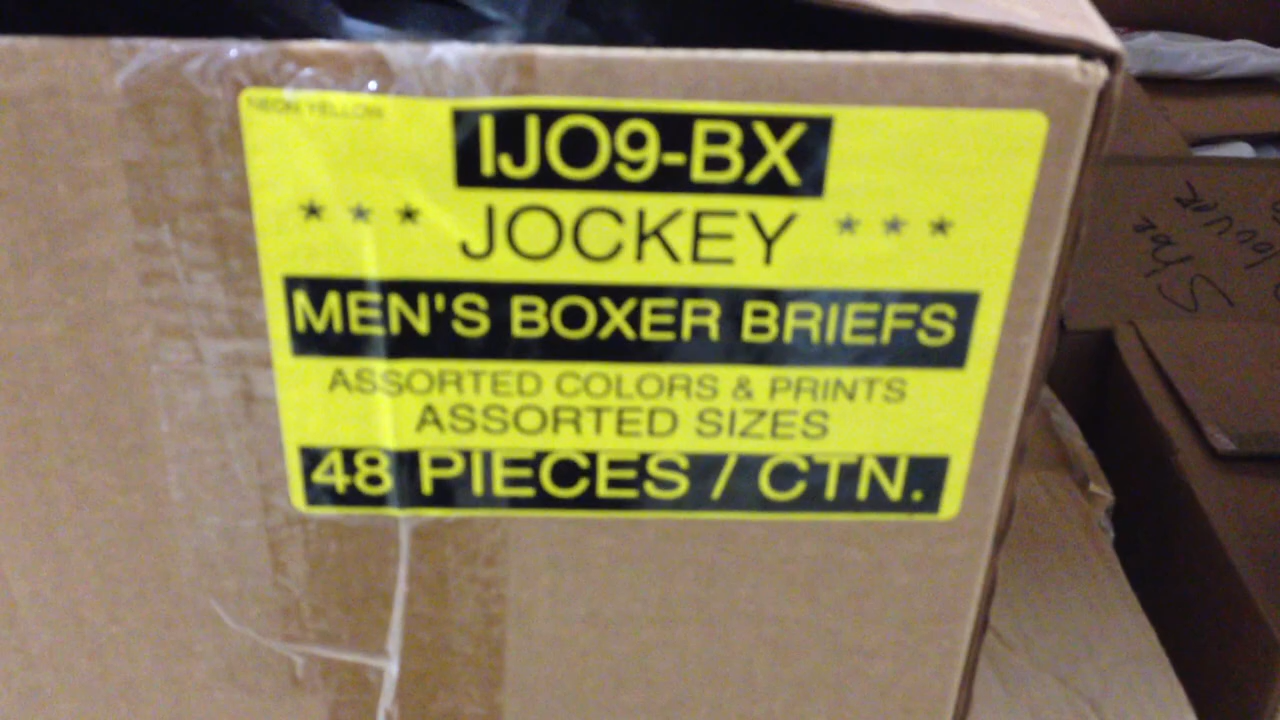 NEON YELLOW
IJO9-BX
*** JOCKEY ***
MEN'S BOXER BRIEFS
ASSORTED COLORS & PRINTS
ASSORTED SIZES
48 PIECES / CTN.